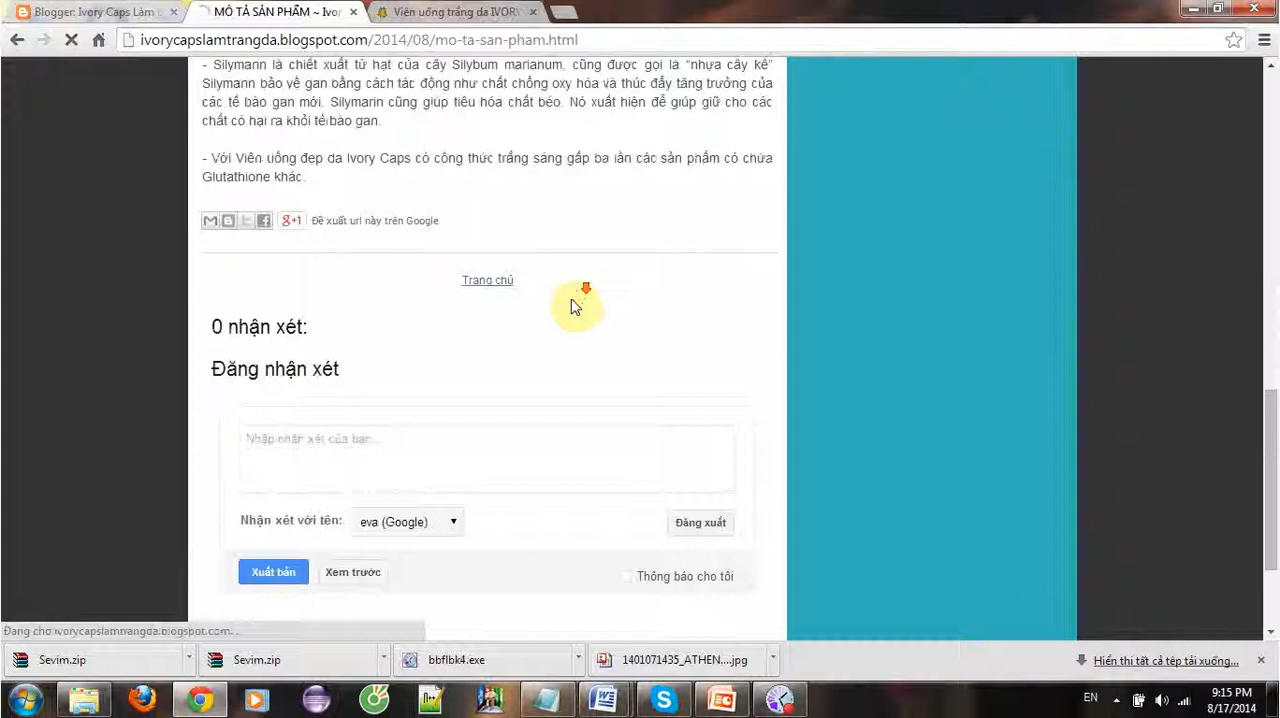 Blogger: Ivory Caps Làm
MÔ TẢ SẢN PHẨM ~ Ivor
Viên uống trắng da IVORY
ivorycapslamtrangda.blogspot.com/2014/08/mo-ta-san-pham.html
- Silymann là chiết xuất từ hạt của cây Silybum marianum, cũng được gọi là “nhựa cây kế”
Silymann bảo vệ gan bằng cách tác động như chất chống oxy hóa và thúc đẩy tăng trưởng của
các tế bào gan mới. Silymarin cũng giúp tiêu hóa chất béo. Nó xuất hiện để giúp giữ cho các
chất có hại ra khỏi tế bào gan.
- Với Viên uống đẹp da Ivory Caps có công thức trắng sáng gấp ba lần các sản phẩm có chứa
Glutathione khác.
g+1 Đề xuất url này trên Google
Trang chủ
0 nhận xét:
Đăng nhận xét
Nhập nhận xét của bạn...
Nhận xét với tên: eva (Google) Đăng xuất
Xuất bản Xem trước Thông báo cho tôi
Đang chờ ivorycapslamtrangda.blogspot.com...
Sevim.zip Sevim.zip bbflbk4.exe 1401071435_ATHEN....jpg Hiển thị tất cả tệp tải xuống...
EN 9:15 PM
8/17/2014